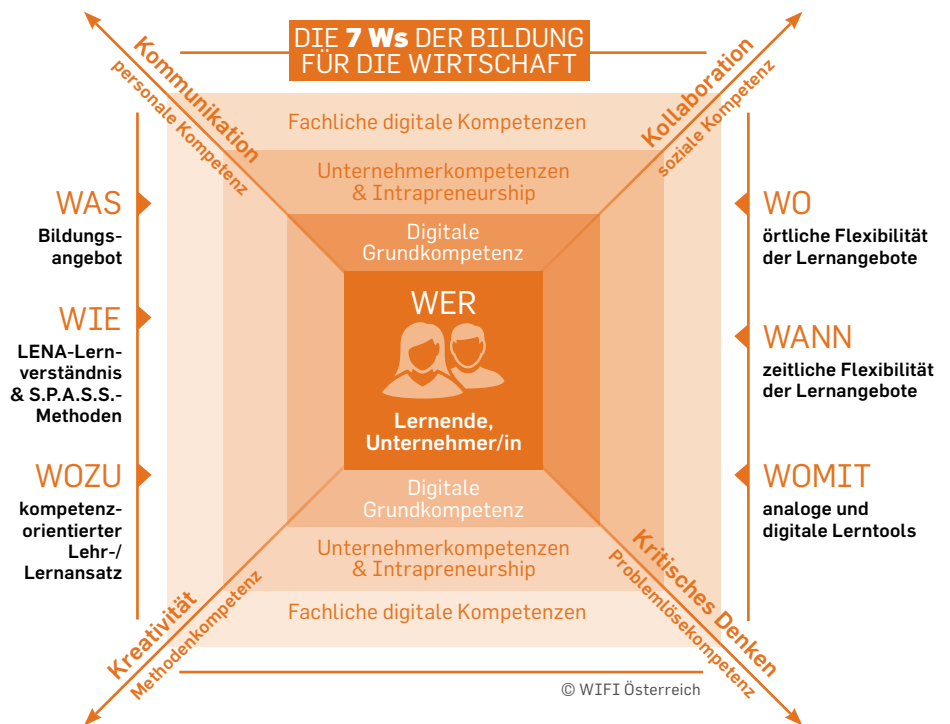 DIE 7 Ws DER BILDUNG
FÜR DIE WIRTSCHAFT
Kommunikation
personale Kompetenz
Kollaboration
soziale Kompetenz
Fachliche digitale Kompetenzen
Unternehmerkompetenzen
& Intrapreneurship
Digitale
Grundkompetenz
WAS
Bildungs-
angebot
WIE
LENA-Lern-
verständnis
& S.P.A.S.S.-
Methoden
WOZU
kompetenz-
orientierter
Lehr-/
Lernansatz
WER
Lernende,
Unternehmer/in
WO
örtliche Flexibilität
der Lernangebote
WANN
zeitliche Flexibilität
der Lernangebote
WOMIT
analoge und
digitale Lerntools
Digitale
Grundkompetenz
Unternehmerkompetenzen
& Intrapreneurship
Fachliche digitale Kompetenzen
Kreativität
Methodenkompetenz
Kritisches Denken
Problemlösekompetenz
© WIFI Österreich